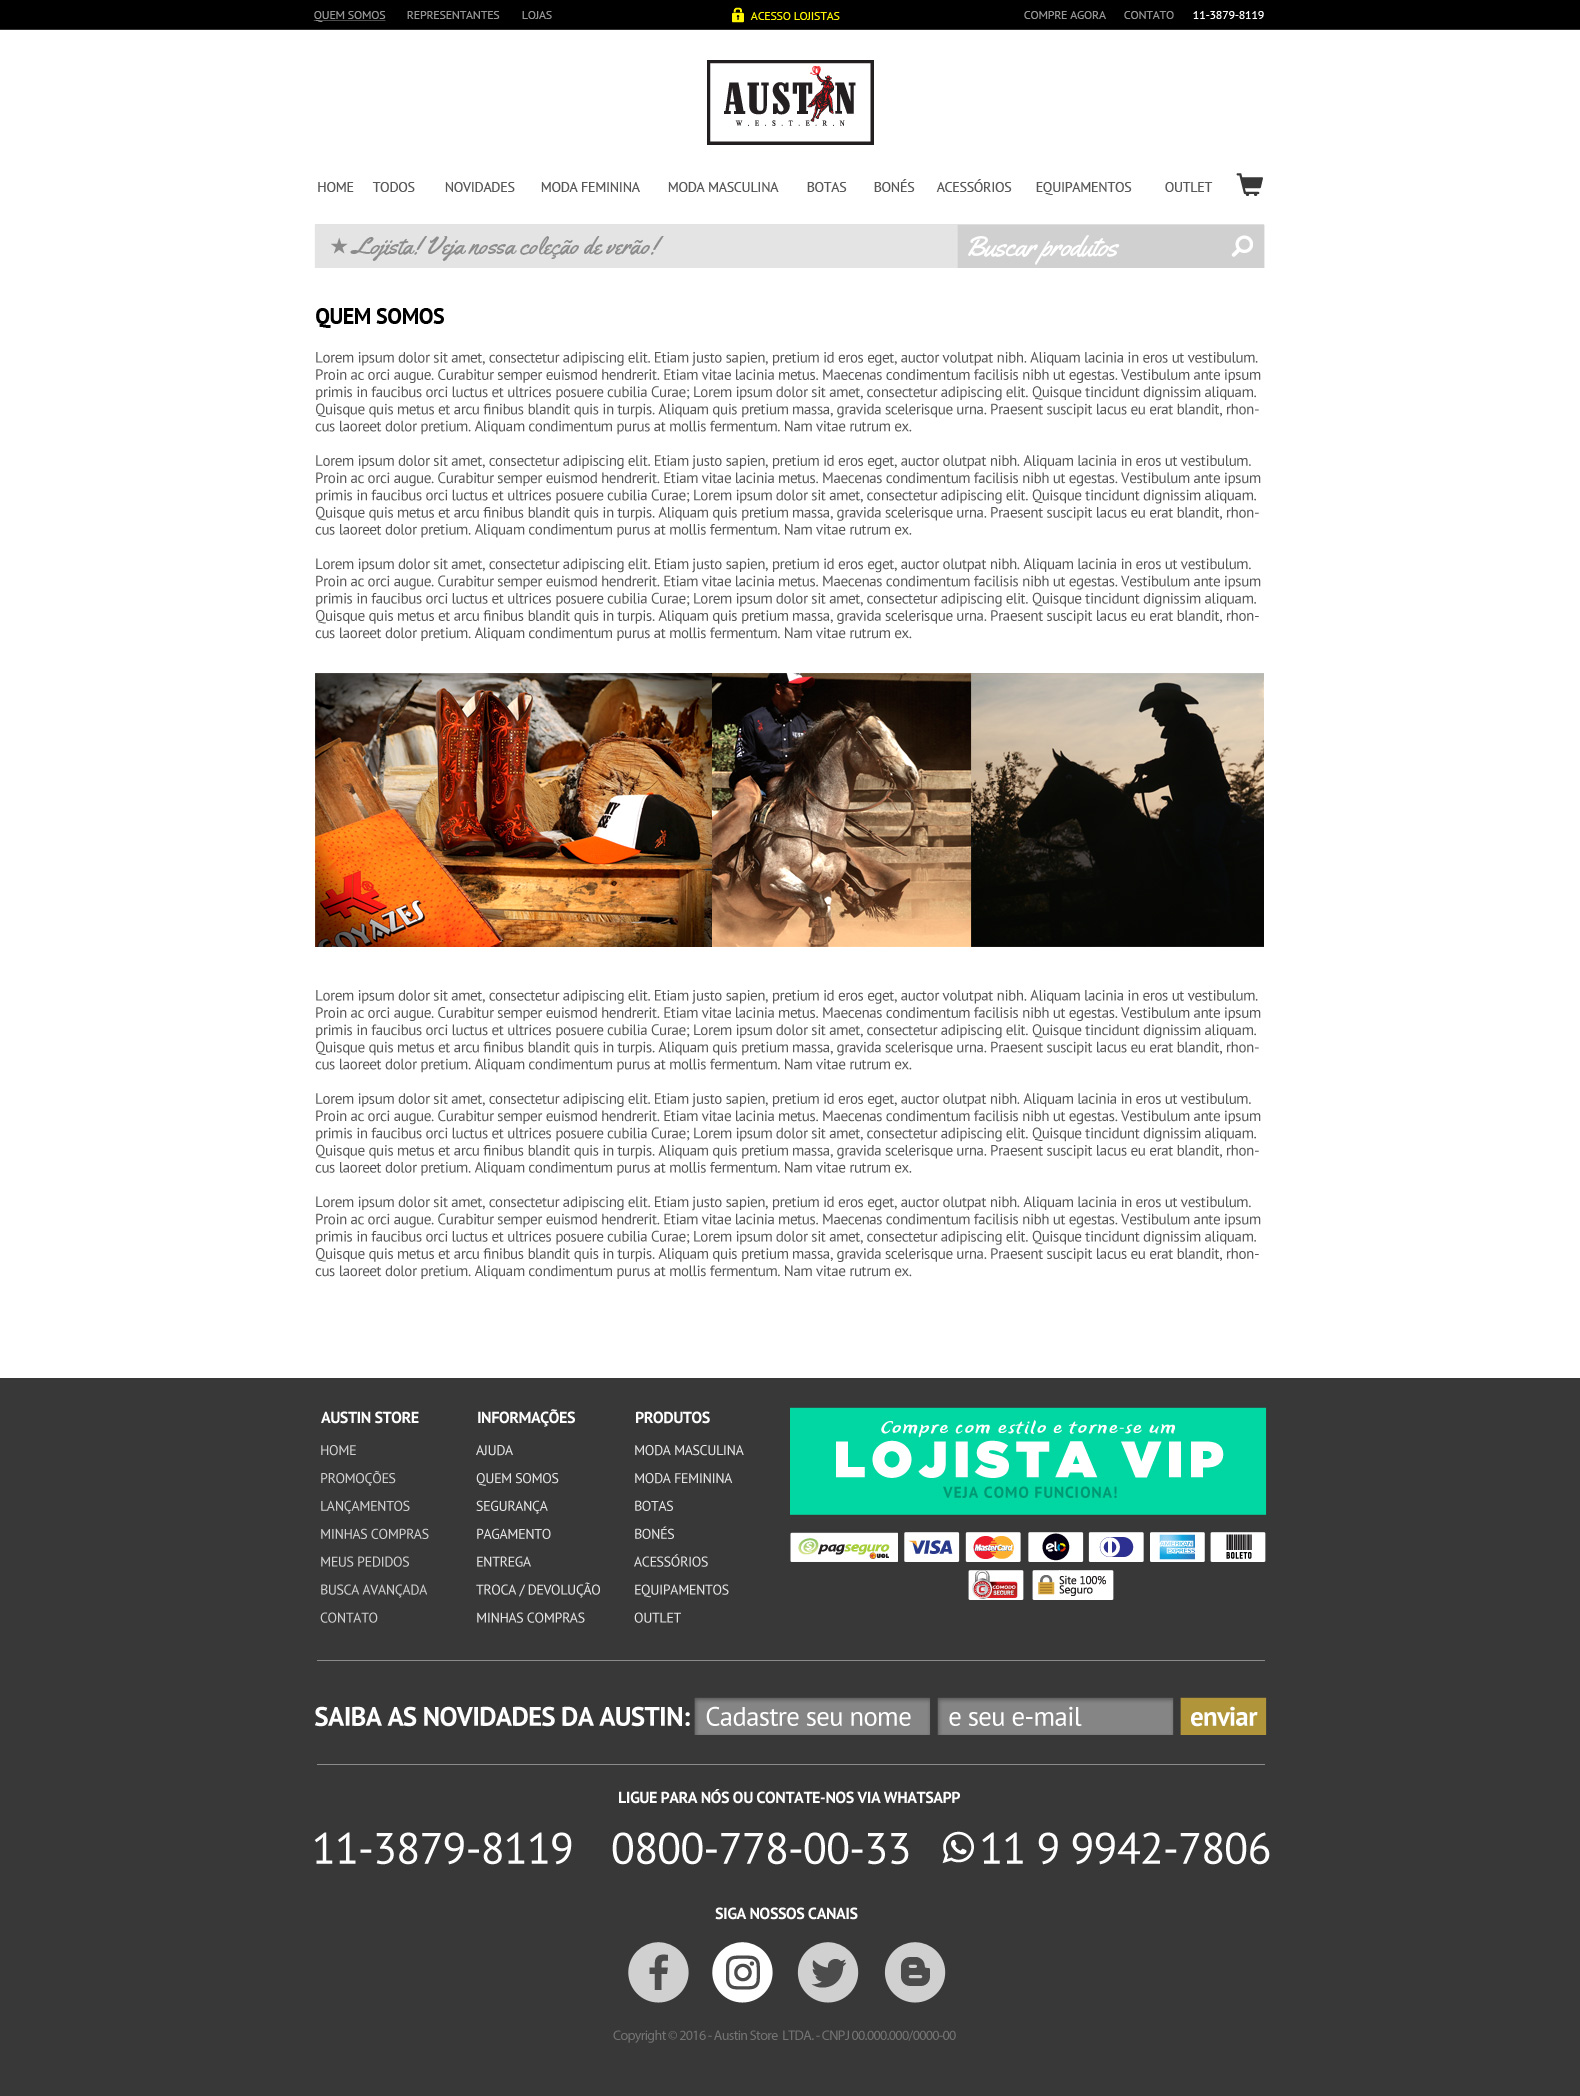 QUEM SOMOS REPRESENTANTES LOJAS ACESSO LOJISTAS COMPRE AGORA CONTATO 11-3879-8119
AUSTIN
W.E.S.T.E.R.N
HOME TODOS NOVIDADES MODA FEMININA MODA MASCULINA BOTAS BONÉS ACESSÓRIOS EQUIPAMENTOS OUTLET
★ Lojista! Veja nossa coleção de verão! Buscar produtos
QUEM SOMOS
Lorem ipsum dolor sit amet, consectetur adipiscing elit. Etiam justo sapien, pretium id eros eget, auctor volutpat nibh. Aliquam lacinia in eros ut vestibulum.
Proin ac orci augue. Curabitur semper euismod hendrerit. Etiam vitae lacinia metus. Maecenas condimentum facilisis nibh ut egestas. Vestibulum ante ipsum
primis in faucibus orci luctus et ultrices posuere cubilia Curae; Lorem ipsum dolor sit amet, consectetur adipiscing elit. Quisque tincidunt dignissim aliquam.
Quisque quis metus et arcu finibus blandit quis in turpis. Aliquam quis pretium massa, gravida scelerisque urna. Praesent suscipit lacus eu erat blandit, rhon-
cus laoreet dolor pretium. Aliquam condimentum purus at mollis fermentum. Nam vitae rutrum ex.
Lorem ipsum dolor sit amet, consectetur adipiscing elit. Etiam justo sapien, pretium id eros eget, auctor olutpat nibh. Aliquam lacinia in eros ut vestibulum.
Proin ac orci augue. Curabitur semper euismod hendrerit. Etiam vitae lacinia metus. Maecenas condimentum facilisis nibh ut egestas. Vestibulum ante ipsum
primis in faucibus orci luctus et ultrices posuere cubilia Curae; Lorem ipsum dolor sit amet, consectetur adipiscing elit. Quisque tincidunt dignissim aliquam.
Quisque quis metus et arcu finibus blandit quis in turpis. Aliquam quis pretium massa, gravida scelerisque urna. Praesent suscipit lacus eu erat blandit, rhon-
cus laoreet dolor pretium. Aliquam condimentum purus at mollis fermentum. Nam vitae rutrum ex.
Lorem ipsum dolor sit amet, consectetur adipiscing elit. Etiam justo sapien, pretium id eros eget, auctor olutpat nibh. Aliquam lacinia in eros ut vestibulum.
Proin ac orci augue. Curabitur semper euismod hendrerit. Etiam vitae lacinia metus. Maecenas condimentum facilisis nibh ut egestas. Vestibulum ante ipsum
primis in faucibus orci luctus et ultrices posuere cubilia Curae; Lorem ipsum dolor sit amet, consectetur adipiscing elit. Quisque tincidunt dignissim aliquam.
Quisque quis metus et arcu finibus blandit quis in turpis. Aliquam quis pretium massa, gravida scelerisque urna. Praesent suscipit lacus eu erat blandit, rhon-
cus laoreet dolor pretium. Aliquam condimentum purus at mollis fermentum. Nam vitae rutrum ex.
GOYAZES
Lorem ipsum dolor sit amet, consectetur adipiscing elit. Etiam justo sapien, pretium id eros eget, auctor volutpat nibh. Aliquam lacinia in eros ut vestibulum.
Proin ac orci augue. Curabitur semper euismod hendrerit. Etiam vitae lacinia metus. Maecenas condimentum facilisis nibh ut egestas. Vestibulum ante ipsum
primis in faucibus orci luctus et ultrices posuere cubilia Curae; Lorem ipsum dolor sit amet, consectetur adipiscing elit. Quisque tincidunt dignissim aliquam.
Quisque quis metus et arcu finibus blandit quis in turpis. Aliquam quis pretium massa, gravida scelerisque urna. Praesent suscipit lacus eu erat blandit, rhon-
cus laoreet dolor pretium. Aliquam condimentum purus at mollis fermentum. Nam vitae rutrum ex.
Lorem ipsum dolor sit amet, consectetur adipiscing elit. Etiam justo sapien, pretium id eros eget, auctor olutpat nibh. Aliquam lacinia in eros ut vestibulum.
Proin ac orci augue. Curabitur semper euismod hendrerit. Etiam vitae lacinia metus. Maecenas condimentum facilisis nibh ut egestas. Vestibulum ante ipsum
primis in faucibus orci luctus et ultrices posuere cubilia Curae; Lorem ipsum dolor sit amet, consectetur adipiscing elit. Quisque tincidunt dignissim aliquam.
Quisque quis metus et arcu finibus blandit quis in turpis. Aliquam quis pretium massa, gravida scelerisque urna. Praesent suscipit lacus eu erat blandit, rhon-
cus laoreet dolor pretium. Aliquam condimentum purus at mollis fermentum. Nam vitae rutrum ex.
Lorem ipsum dolor sit amet, consectetur adipiscing elit. Etiam justo sapien, pretium id eros eget, auctor olutpat nibh. Aliquam lacinia in eros ut vestibulum.
Proin ac orci augue. Curabitur semper euismod hendrerit. Etiam vitae lacinia metus. Maecenas condimentum facilisis nibh ut egestas. Vestibulum ante ipsum
primis in faucibus orci luctus et ultrices posuere cubilia Curae; Lorem ipsum dolor sit amet, consectetur adipiscing elit. Quisque tincidunt dignissim aliquam.
Quisque quis metus et arcu finibus blandit quis in turpis. Aliquam quis pretium massa, gravida scelerisque urna. Praesent suscipit lacus eu erat blandit, rhon-
cus laoreet dolor pretium. Aliquam condimentum purus at mollis fermentum. Nam vitae rutrum ex.
AUSTIN STORE
HOME
PROMOÇÕES
LANÇAMENTOS
MINHAS COMPRAS
MEUS PEDIDOS
BUSCA AVANÇADA
CONTATO
INFORMAÇÕES
AJUDA
QUEM SOMOS
SEGURANÇA
PAGAMENTO
ENTREGA
TROCA / DEVOLUÇÃO
MINHAS COMPRAS
PRODUTOS
MODA MASCULINA
MODA FEMININA
BOTAS
BONÉS
ACESSÓRIOS
EQUIPAMENTOS
OUTLET
Compre com estilo e torne-se um
LOJISTA VIP
VEJA COMO FUNCIONA!
pagseguro UOL VISA MasterCard elo AMERICAN EXPRESS BOLETO
COMODO SECURE Site 100%
Seguro
SAIBA AS NOVIDADES DA AUSTIN: Cadastre seu nome e seu e-mail enviar
LIGUE PARA NÓS OU CONTATE-NOS VIA WHATSAPP
11-3879-8119 0800-778-00-33 11 9 9942-7806
SIGA NOSSOS CANAIS
Copyright © 2016 - Austin Store LTDA. - CNPJ 00.000.000/0000-00